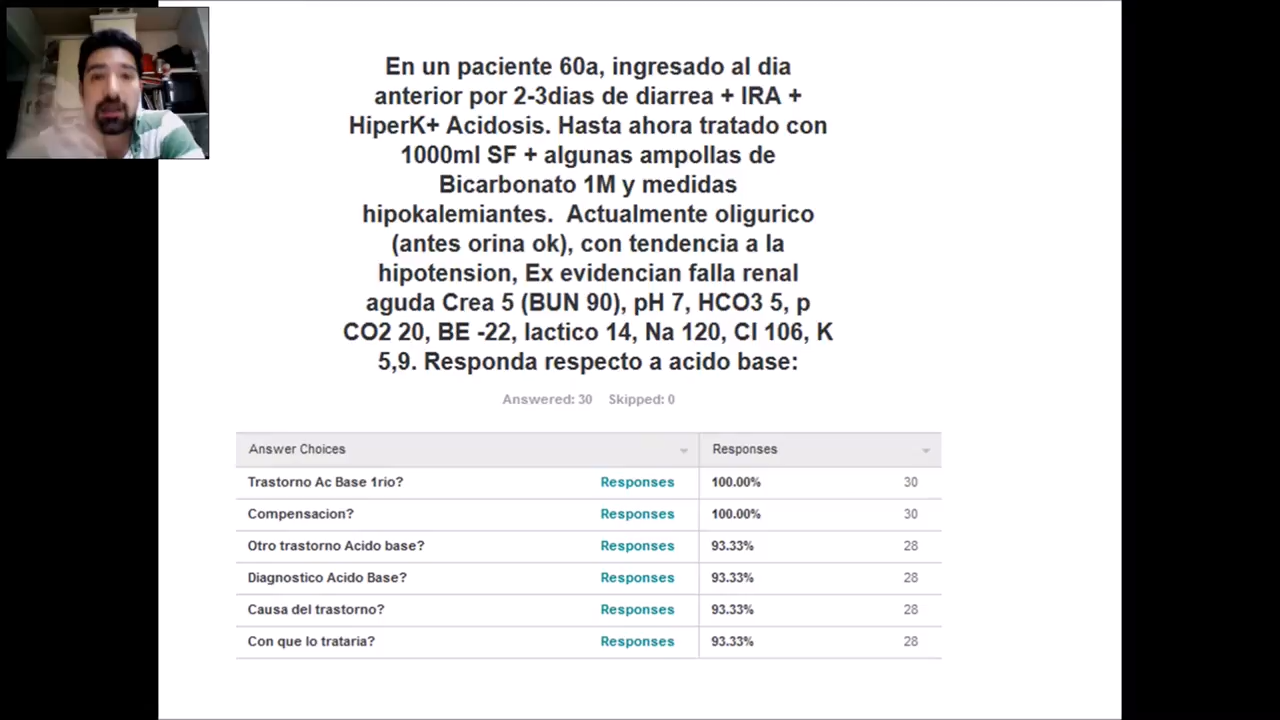 En un paciente 60a, ingresado al dia
anterior por 2-3dias de diarrea + IRA +
HiperK+ Acidosis. Hasta ahora tratado con
1000ml SF + algunas ampollas de
Bicarbonato 1M y medidas
hipokalemiantes.  Actualmente oligurico
(antes orina ok), con tendencia a la
hipotension, Ex evidencian falla renal
aguda Crea 5 (BUN 90), pH 7, HCO3 5, p
CO2 20, BE -22, lactico 14, Na 120, Cl 106, K
5,9. Responda respecto a acido base:
Answered: 30 Skipped: 0
Answer Choices Responses
Trastorno Ac Base 1rio? Responses 100.00% 30
Compensacion? Responses 100.00% 30
Otro trastorno Acido base? Responses 93.33% 28
Diagnostico Acido Base? Responses 93.33% 28
Causa del trastorno? Responses 93.33% 28
Con que lo trataria? Responses 93.33% 28